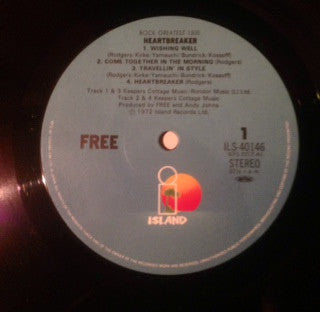 ROCK GREATEST 1500
HEARTBREAKER
1. WISHING WELL
(Rodgers·Kirke·Yamauchi·Bundrick·Kossoff)
2. COME TOGETHER IN THE MORNING (Rodgers)
3. TRAVELLIN' IN STYLE
(Rodgers·Kirke·Yamauchi·Bundrick·Kossoff)
4. HEARTBREAKER (Rodgers)
Track 1 & 3 Keepers Cottage Music/Rondor Music (U.)Ltd.
Track 2 & 4 Keepers Cottage Music
Produced by FREE and Andy Johns
Ⓟ 1972 Island Records Ltd.
FREE
1
ILS-40146
STEREO
33⅓ r.p.m.
i
ISLAND